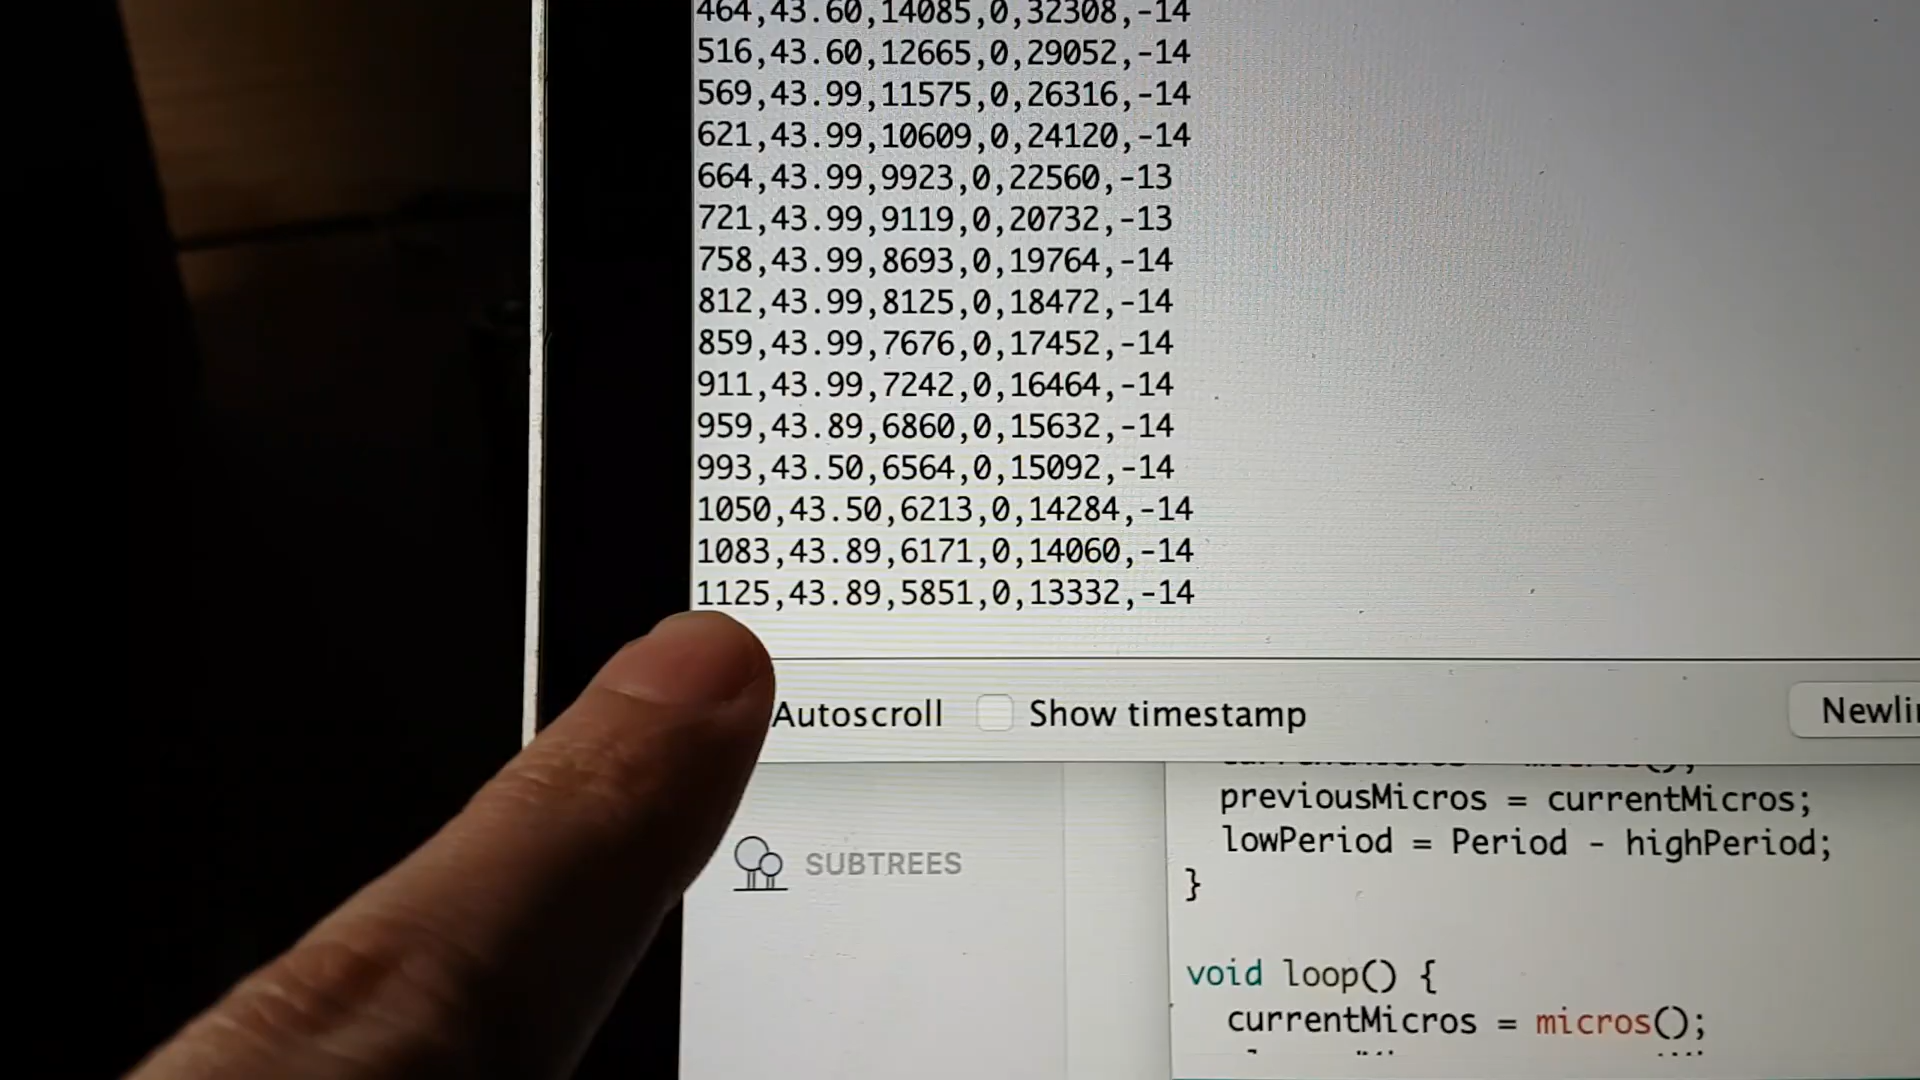 464,43.60,14085,0,32308,-14
516,43.60,12665,0,29052,-14
569,43.99,11575,0,26316,-14
621,43.99,10609,0,24120,-14
664,43.99,9923,0,22560,-13
721,43.99,9119,0,20732,-13
758,43.99,8693,0,19764,-14
812,43.99,8125,0,18472,-14
859,43.99,7676,0,17452,-14
911,43.99,7242,0,16464,-14
959,43.89,6860,0,15632,-14
993,43.50,6564,0,15092,-14
1050,43.50,6213,0,14284,-14
1083,43.89,6171,0,14060,-14
1125,43.89,5851,0,13332,-14
Autoscroll Show timestamp
previousMicros = currentMicros;
lowPeriod = Period - highPeriod;
}
SUBTREES
void loop() {
currentMicros = micros();